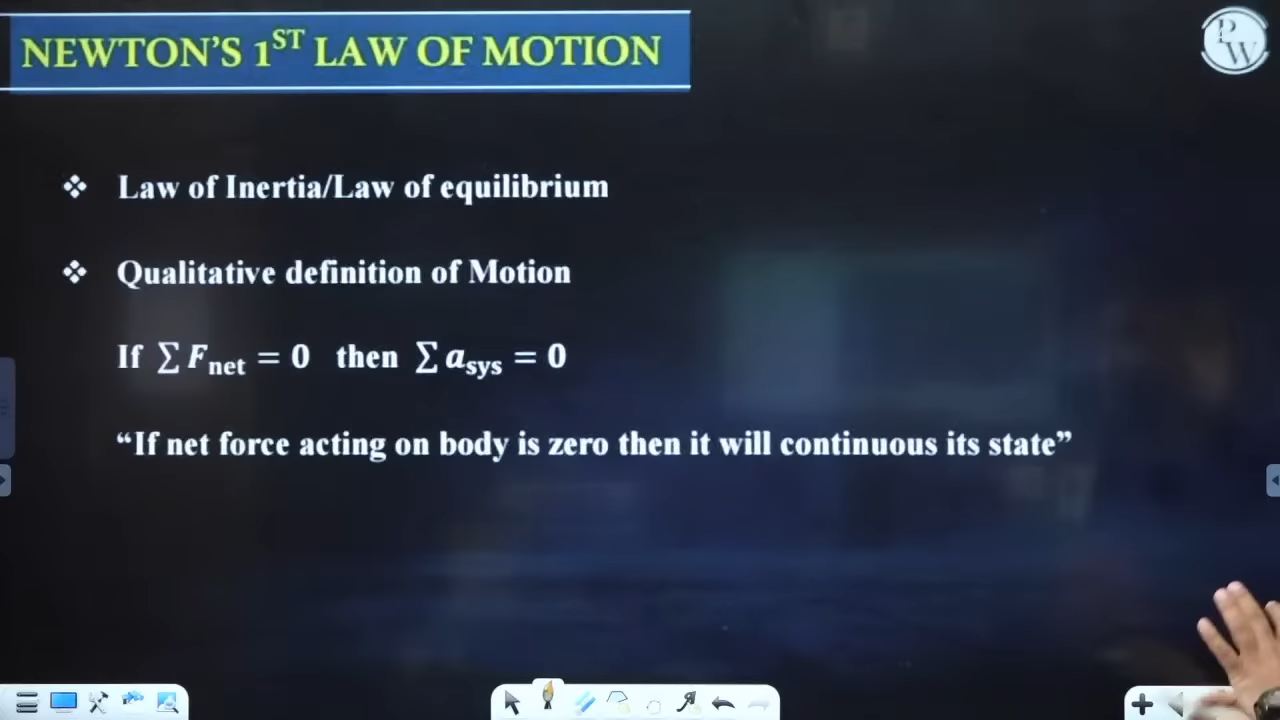 NEWTON'S 1ST LAW OF MOTION
PW
❖ Law of Inertia/Law of equilibrium
❖ Qualitative definition of Motion
If ∑ Fnet = 0 then ∑ asys = 0
“If net force acting on body is zero then it will continuous its state”